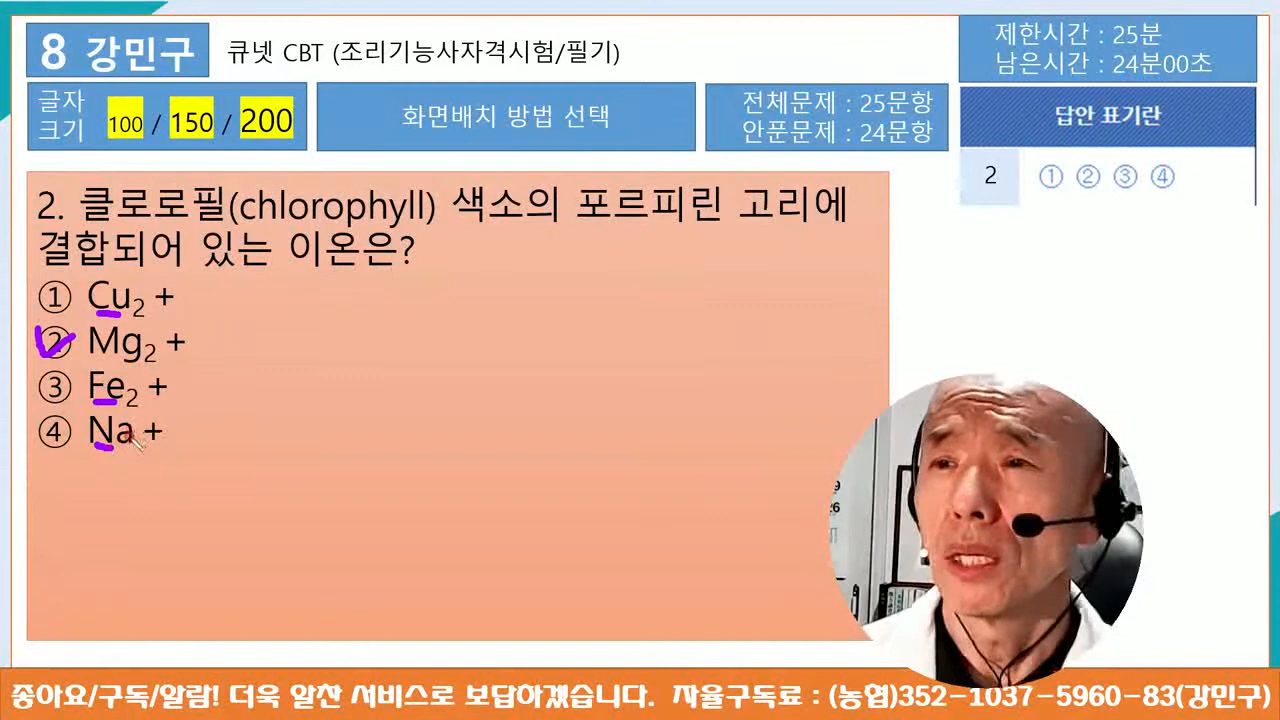 8 강민구
큐넷 CBT (조리기능사자격시험/필기)
제한시간 : 25분
남은시간 : 24분00초
글자
크기
100 / 150 / 200
화면배치 방법 선택
전체문제 : 25문항
안푼문제 : 24문항
답안 표기란
2 ① ② ③ ④
2. 클로로필(chlorophyll) 색소의 포르피린 고리에
결합되어 있는 이온은?
① Cu₂ +
② Mg₂ +
③ Fe₂ +
④ Na +
좋아요/구독/알람! 더욱 알찬 서비스로 보답하겠습니다. 자율구독료 : (농협)352-1037-5960-83(강민구)